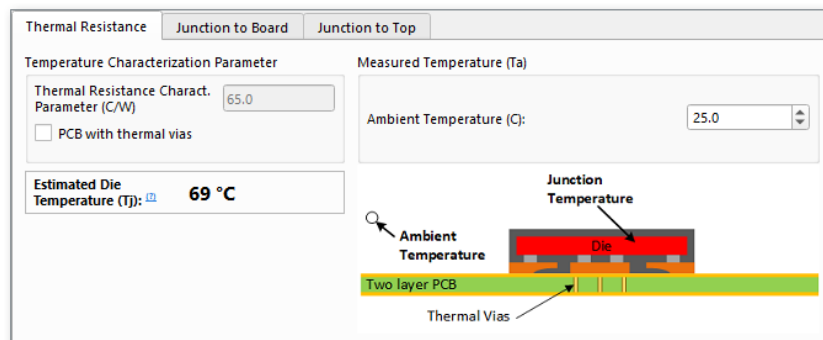 Thermal Resistance
Junction to Board
Junction to Top
Temperature Characterization Parameter
Thermal Resistance Charact.
Parameter (C/W)
65.0
PCB with thermal vias
Estimated Die
Temperature (Tj): (?)
69 °C
Measured Temperature (Ta)
Ambient Temperature (C):
25.0
Junction
Temperature
Ambient
Temperature
Die
Two layer PCB
Thermal Vias